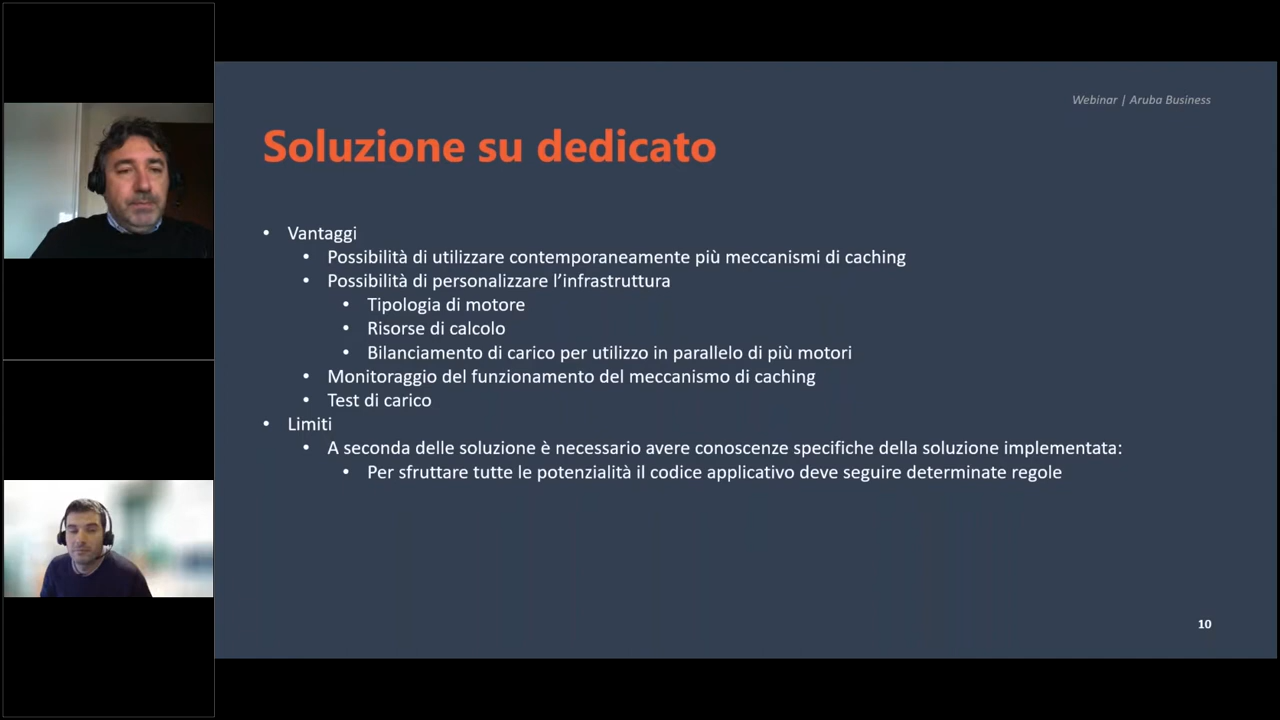 Webinar | Aruba Business
Soluzione su dedicato
• Vantaggi
• Possibilità di utilizzare contemporaneamente più meccanismi di caching
• Possibilità di personalizzare l’infrastruttura
• Tipologia di motore
• Risorse di calcolo
• Bilanciamento di carico per utilizzo in parallelo di più motori
• Monitoraggio del funzionamento del meccanismo di caching
• Test di carico
• Limiti
• A seconda delle soluzione è necessario avere conoscenze specifiche della soluzione implementata:
• Per sfruttare tutte le potenzialità il codice applicativo deve seguire determinate regole
10